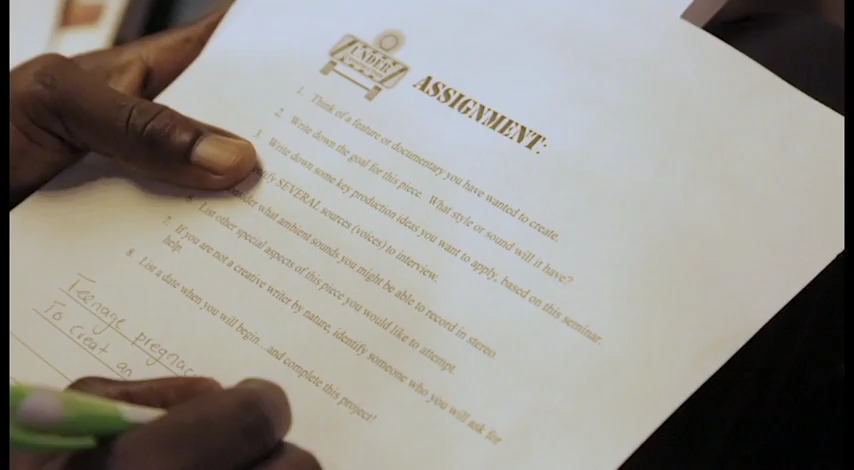 UNDER
ASSIGNMENT:
1. Think of a feature or documentary you have wanted to create.
2. Write down the goal for this piece. What style or sound will it have?
3. Write down some key production ideas you want to apply, based on this seminar.
SEVERAL sources (voices) to interview.
what ambient sounds you might be able to record in stereo.
6. List other special aspects of this piece you would like to attempt.
7. If you are not a creative writer by nature, identify someone who you will ask for
help.
8. List a date when you will begin...and complete this project!
Teenage pregnac
To creat an